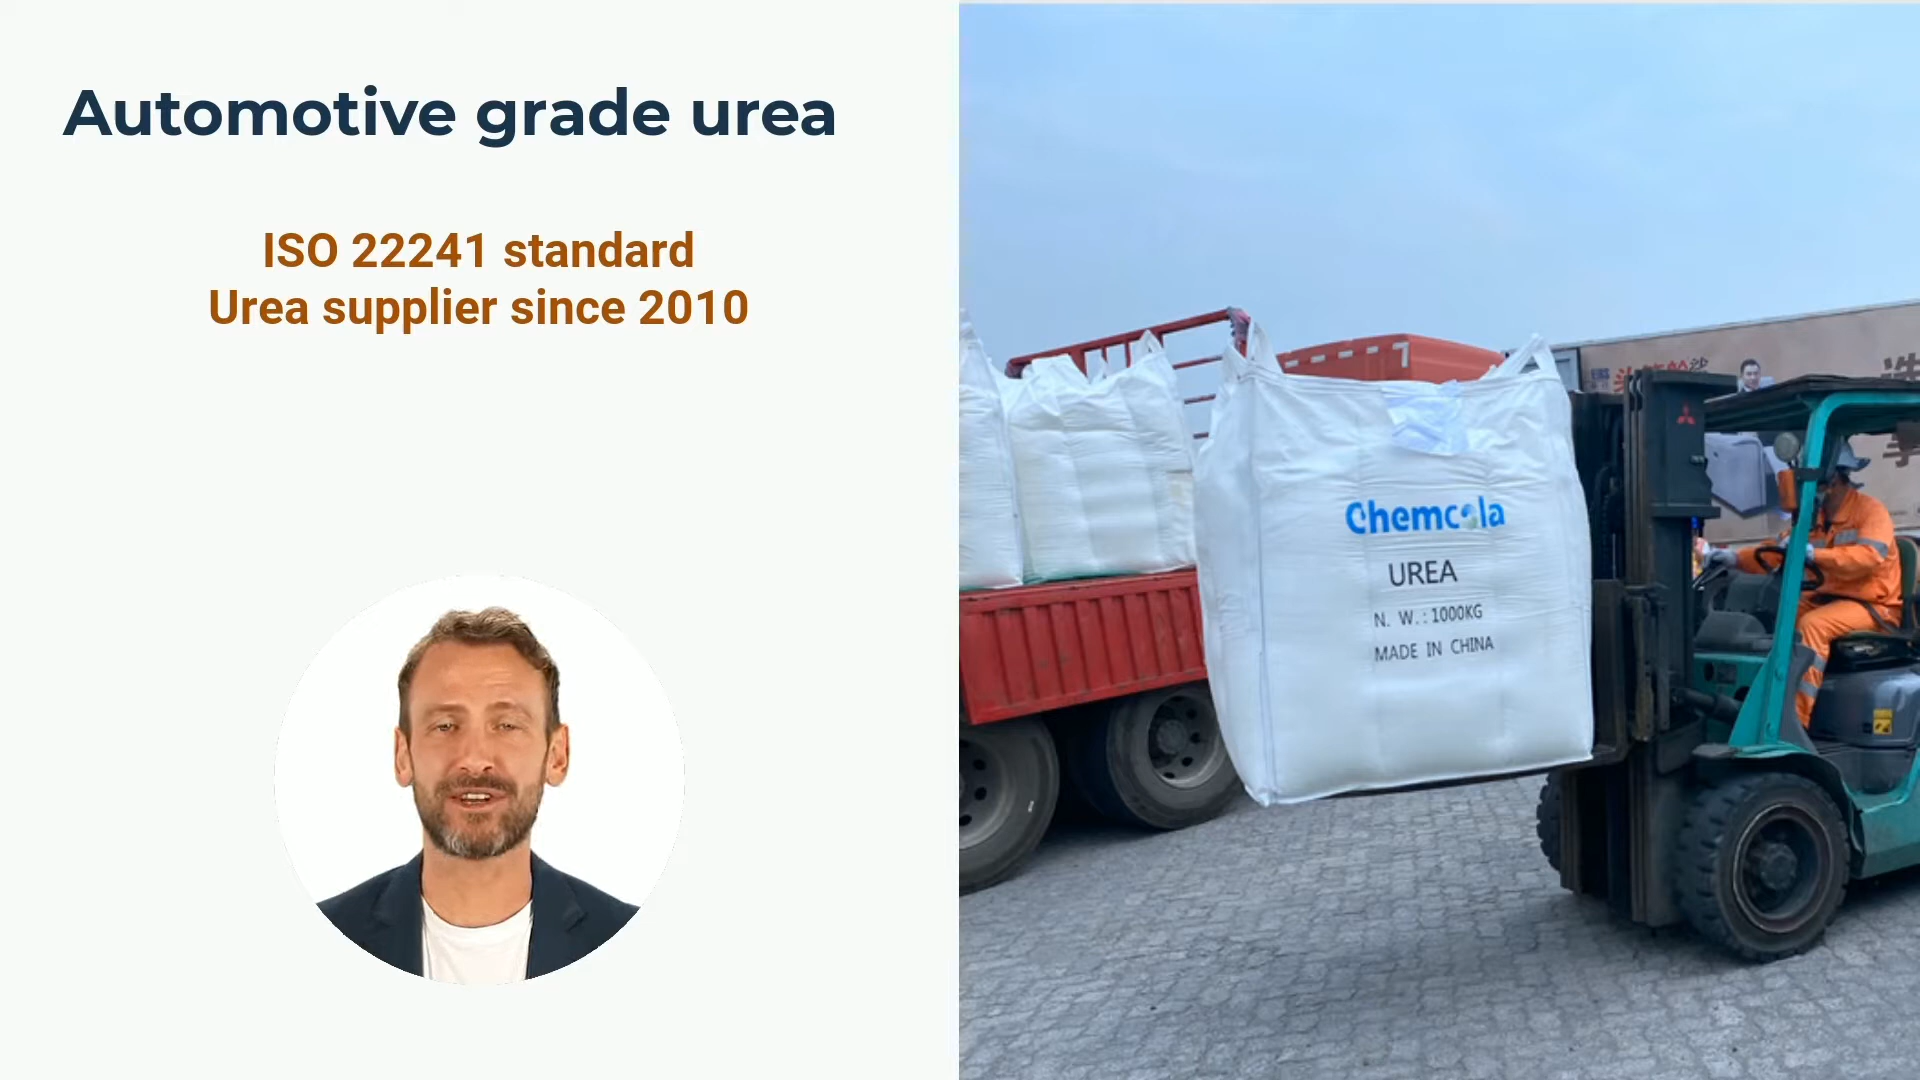 Automotive grade urea
ISO 22241 standard
Urea supplier since 2010
Chemcola
UREA
N. W.: 1000KG
MADE IN CHINA